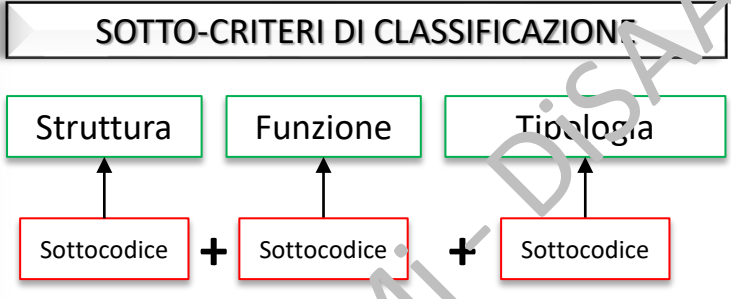 SOTTO-CRITERI DI CLASSIFICAZIONE
Struttura Funzione Tipologia
Sottocodice + Sottocodice + Sottocodice